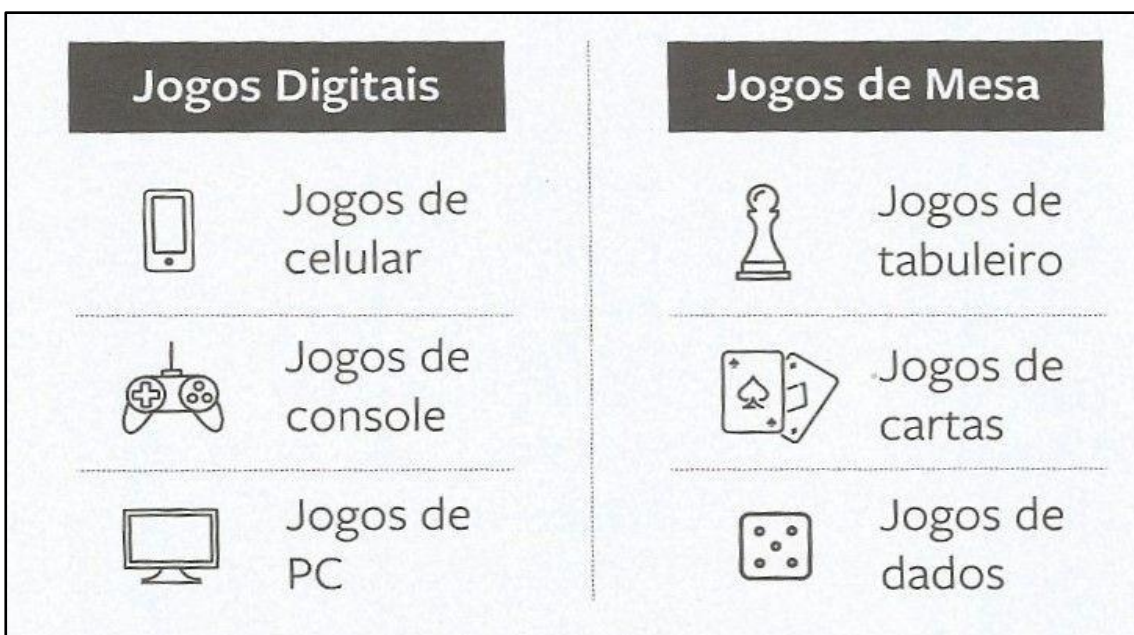 Jogos Digitais
Jogos de
celular
Jogos de
console
Jogos de
PC
Jogos de Mesa
Jogos de
tabuleiro
Jogos de
cartas
Jogos de
dados